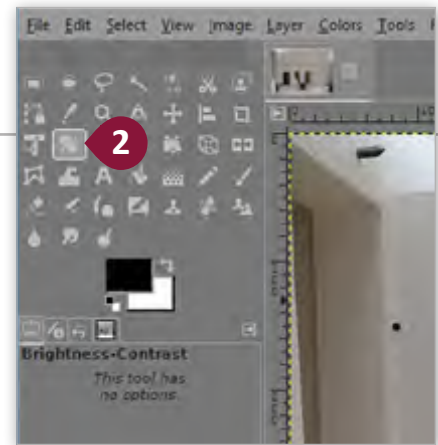 File Edit Select View Image Layer Colors Tools
2
Brightness-Contrast
This tool has
no options.